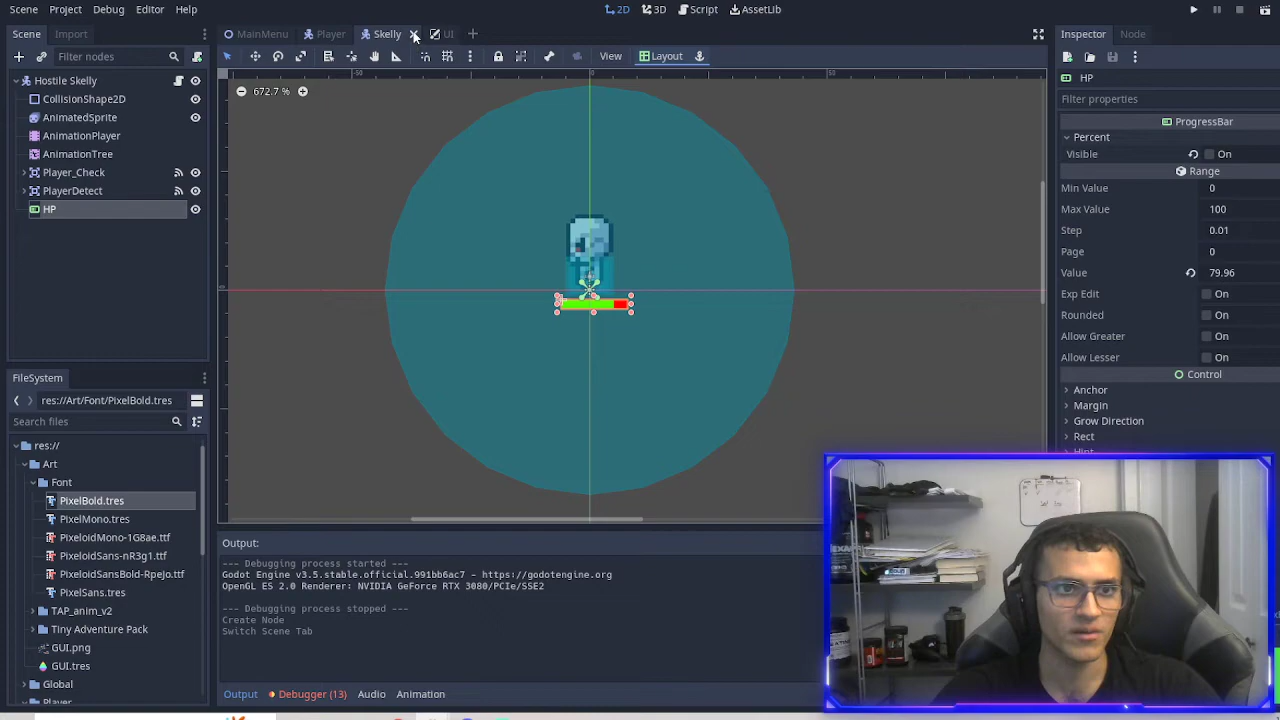 Scene Project Debug Editor Help
2D 3D Script AssetLib
Scene Import
MainMenu Player Skelly UI
Inspector Node
Filter nodes
View Layout
Hostile Skelly
CollisionShape2D
AnimatedSprite
AnimationPlayer
AnimationTree
Player_Check
PlayerDetect
HP
-50 0 50
672.7 %
0
HP
Filter properties
ProgressBar
Percent
Visible On
Range
Min Value 0
Max Value 100
Step 0.01
Page 0
Value 79.96
Exp Edit On
Rounded On
Allow Greater On
Allow Lesser On
Control
Anchor
Margin
Grow Direction
Rect
Hint
FileSystem
res://Art/Font/PixelBold.tres
Search files
res://
Art
Font
PixelBold.tres
PixelMono.tres
PixeloidMono-1G8ae.ttf
PixeloidSans-nR3g1.ttf
PixeloidSansBold-RpeJo.ttf
PixelSans.tres
TAP_anim_v2
Tiny Adventure Pack
GUI.png
GUI.tres
Global
Player
Output:
--- Debugging process started ---
Godot Engine v3.5.stable.official.991bb6ac7 - https://godotengine.org
OpenGL ES 2.0 Renderer: NVIDIA GeForce RTX 3080/PCIe/SSE2
--- Debugging process stopped ---
Create Node
Switch Scene Tab
Output Debugger (13) Audio Animation